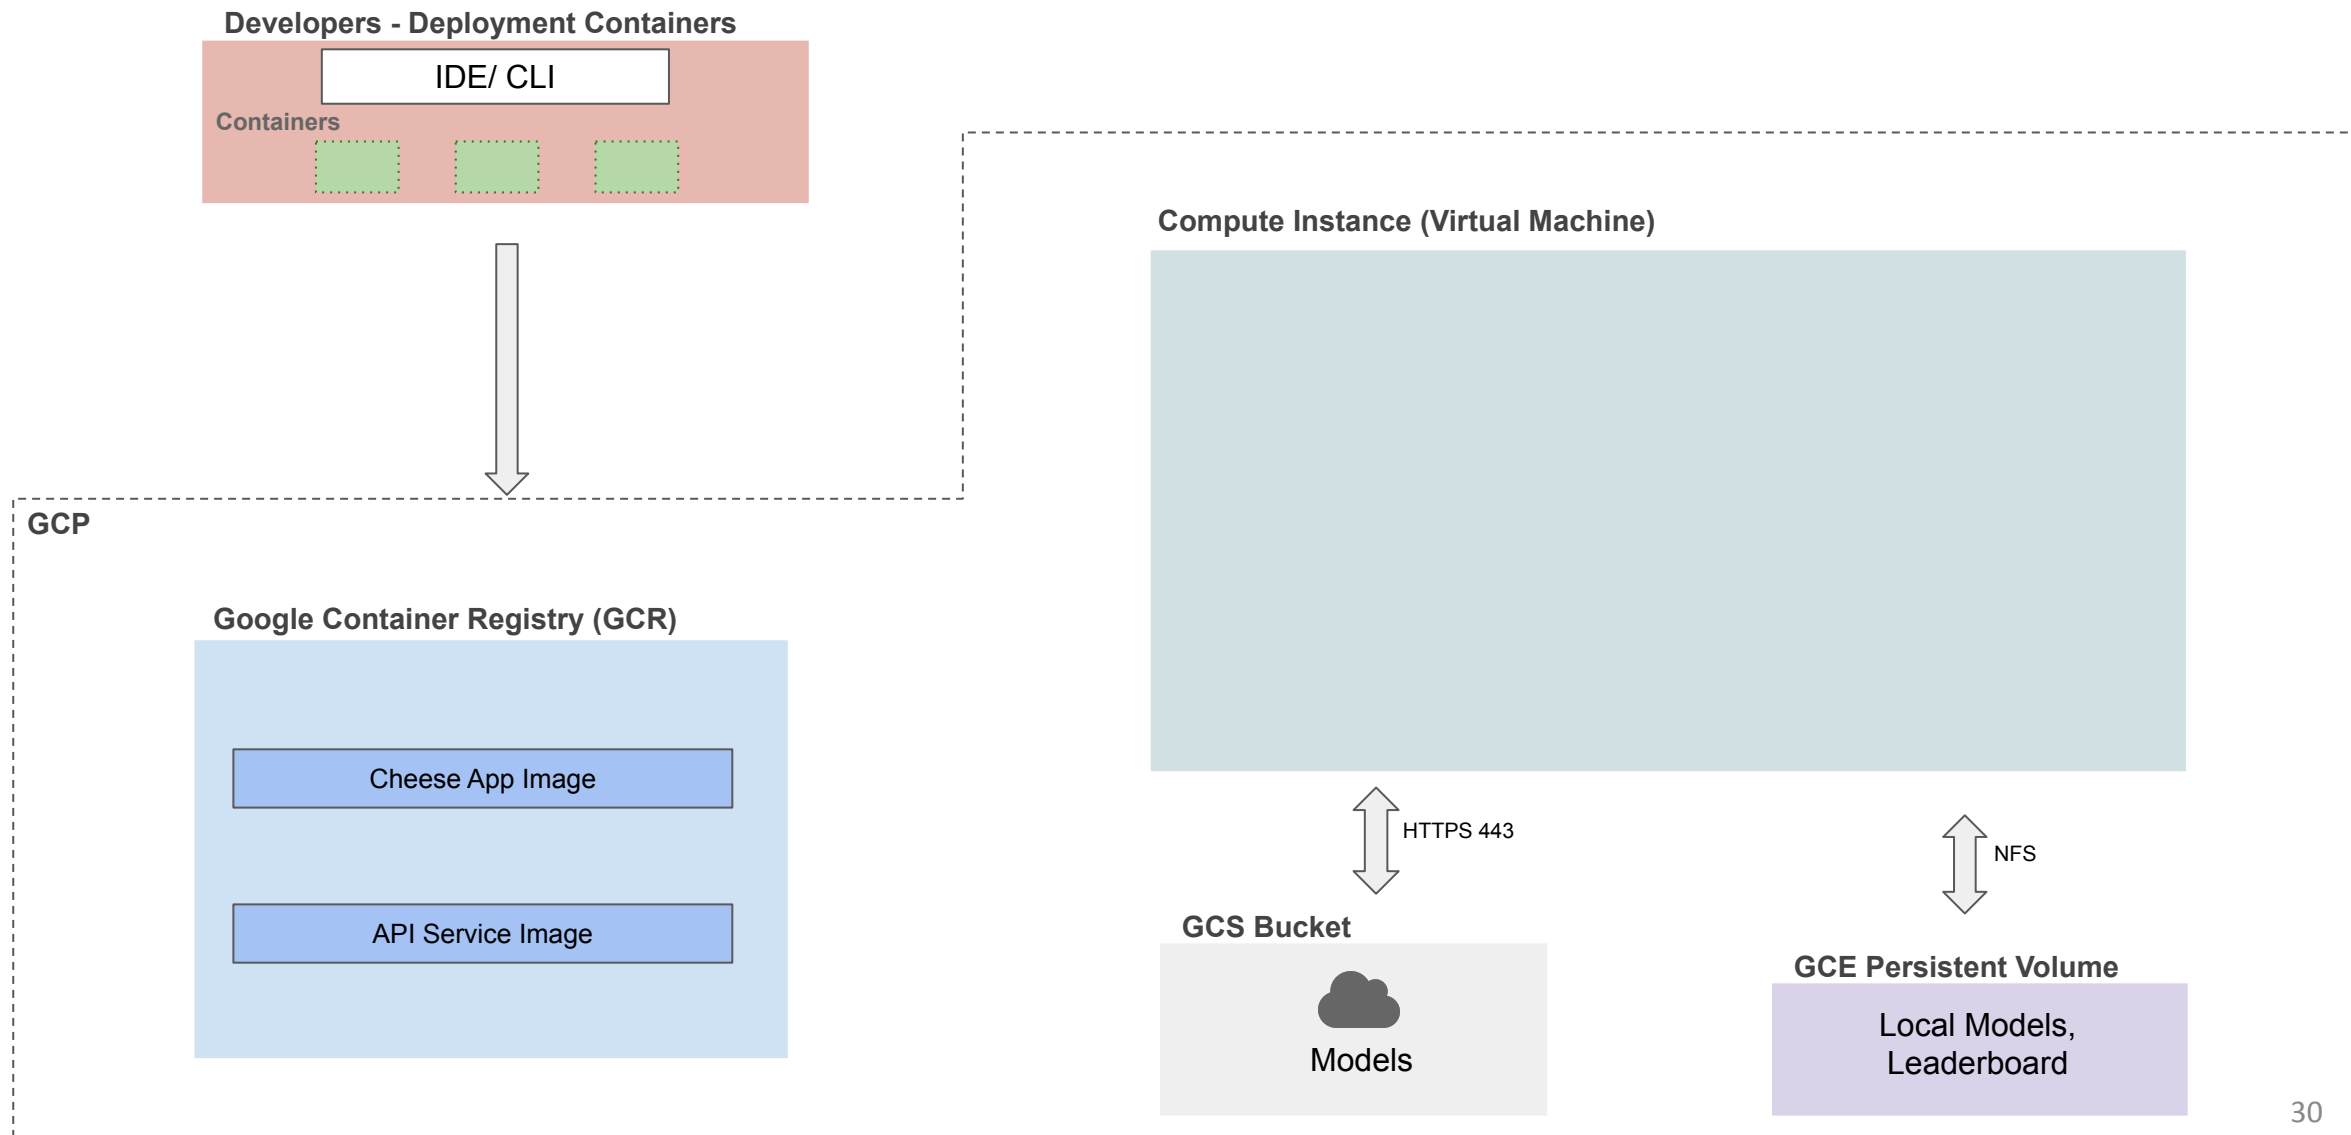 Developers - Deployment Containers
IDE/ CLI
Containers
Compute Instance (Virtual Machine)
GCP
Google Container Registry (GCR)
Cheese App Image
API Service Image
HTTPS 443
NFS
GCS Bucket
Models
GCE Persistent Volume
Local Models,
Leaderboard
30